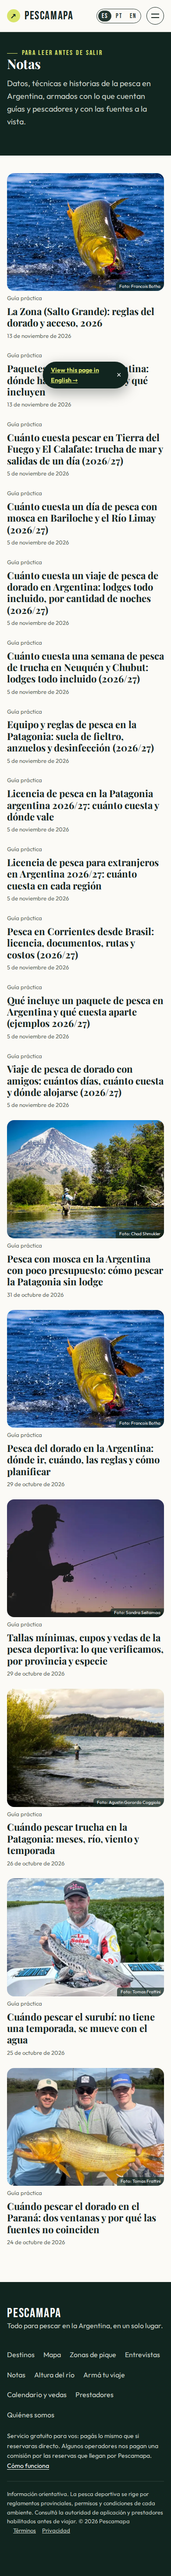 PESCAMAPA
ES PT EN
PARA LEER ANTES DE SALIR
Notas
Datos, técnicas e historias de la pesca en
Argentina, armados con lo que cuentan
guías y pescadores y con las fuentes a la
vista.
Foto: Francois Bothe
Guía práctica
La Zona (Salto Grande): reglas del
dorado y acceso, 2026
13 de noviembre de 2026
Guía práctica
View this page in
English →
×
13 de noviembre de 2026
Guía práctica
Cuánto cuesta pescar en Tierra del
Fuego y El Calafate: trucha de mar y
salidas de un día (2026/27)
5 de noviembre de 2026
Guía práctica
Cuánto cuesta un día de pesca con
mosca en Bariloche y el Río Limay
(2026/27)
5 de noviembre de 2026
Guía práctica
Cuánto cuesta un viaje de pesca de
dorado en Argentina: lodges todo
incluido, por cantidad de noches
(2026/27)
5 de noviembre de 2026
Guía práctica
Cuánto cuesta una semana de pesca
de trucha en Neuquén y Chubut:
lodges todo incluido (2026/27)
5 de noviembre de 2026
Guía práctica
Equipo y reglas de pesca en la
Patagonia: suela de fieltro,
anzuelos y desinfección (2026/27)
5 de noviembre de 2026
Guía práctica
Licencia de pesca en la Patagonia
argentina 2026/27: cuánto cuesta y
dónde vale
5 de noviembre de 2026
Guía práctica
Licencia de pesca para extranjeros
en Argentina 2026/27: cuánto
cuesta en cada región
5 de noviembre de 2026
Guía práctica
Pesca en Corrientes desde Brasil:
licencia, documentos, rutas y
costos (2026/27)
5 de noviembre de 2026
Guía práctica
Qué incluye un paquete de pesca en
Argentina y qué cuesta aparte
(ejemplos 2026/27)
5 de noviembre de 2026
Guía práctica
Viaje de pesca de dorado con
amigos: cuántos días, cuánto cuesta
y dónde alojarse (2026/27)
5 de noviembre de 2026
Guía práctica
Pesca con mosca en la Argentina
con poco presupuesto: cómo pescar
la Patagonia sin lodge
31 de octubre de 2026
Foto: Francois Bothe
Guía práctica
Pesca del dorado en la Argentina:
dónde ir, cuándo, las reglas y cómo
planificar
29 de octubre de 2026
Guía práctica
Tallas mínimas, cupos y vedas de la
pesca deportiva: lo que verificamos,
por provincia y especie
29 de octubre de 2026
Foto: Agustín Gerardo Coggiola
Guía práctica
Cuándo pescar trucha en la
Patagonia: meses, río, viento y
temporada
26 de octubre de 2026
Foto: Tomas Frattini
Guía práctica
Cuándo pescar el surubí: no tiene
una temporada, se mueve con el
agua
25 de octubre de 2026
Foto: Tomas Frattini
Guía práctica
Cuándo pescar el dorado en el
Paraná: dos ventanas y por qué las
fuentes no coinciden
24 de octubre de 2026
PESCAMAPA
Todo para pescar en la Argentina, en un solo lugar.
Destinos Mapa Zonas de pique Entrevistas
Notas Altura del río Armá tu viaje
Calendario y vedas Prestadores
Quiénes somos
Servicio gratuito para vos: pagás lo mismo que si
reservaras directo. Algunos operadores nos pagan una
comisión por las reservas que llegan por Pescamapa.
Cómo funciona
Información orientativa. La pesca deportiva se rige por
reglamentos provinciales, permisos y condiciones de cada
ambiente. Consultá la autoridad de aplicación y prestadores
habilitados antes de viajar. © 2026 Pescamapa
Términos Privacidad